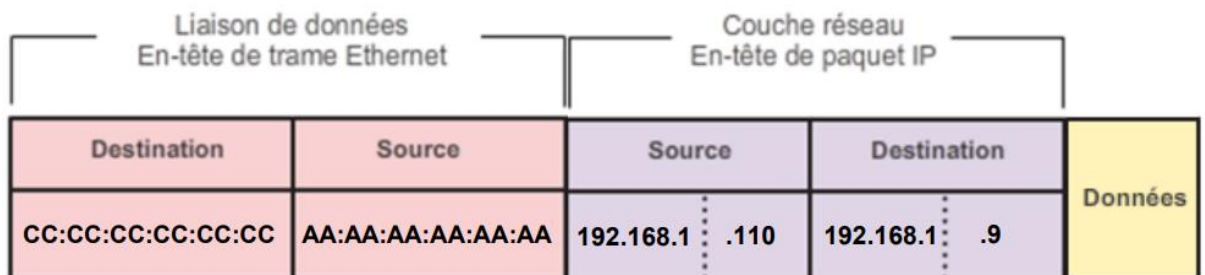 Liaison de données
En-tête de trame Ethernet
Couche réseau
En-tête de paquet IP
Destination
Source
Source
Destination
Données
CC:CC:CC:CC:CC:CC
AA:AA:AA:AA:AA:AA
192.168.1 .110
192.168.1 .9